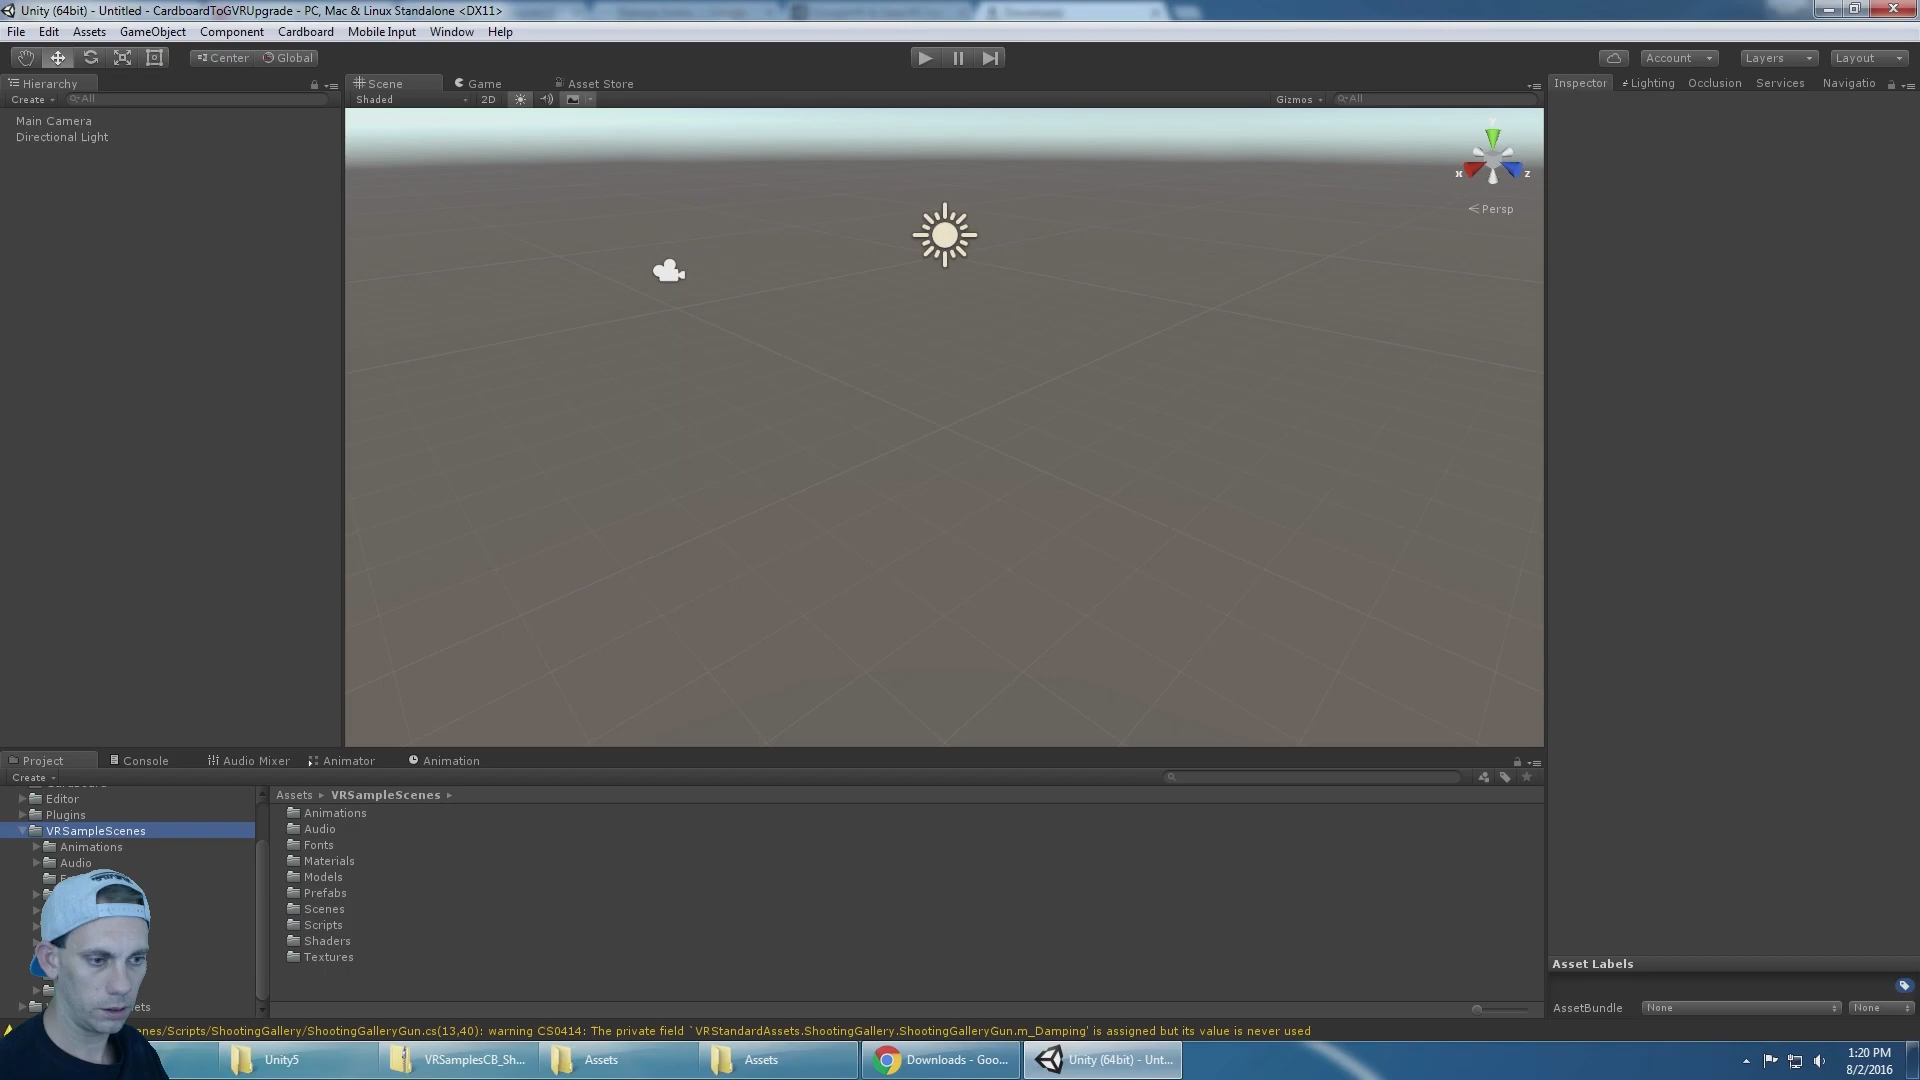 Unity (64bit) - Untitled - CardboardToGVRUpgrade - PC, Mac & Linux Standalone <DX11>
File Edit Assets GameObject Component Cardboard Mobile Input Window Help
Center Global Account Layers Layout
Hierarchy
Create All
Main Camera
Directional Light
Scene Game Asset Store
Shaded 2D Gizmos All
y
x z
Persp
Inspector Lighting Occlusion Services Navigatio
Project Console Audio Mixer Animator Animation
Create
Editor
Plugins
VRSampleScenes
Animations
Audio
Assets VRSampleScenes
Animations
Audio
Fonts
Materials
Models
Prefabs
Scenes
Scripts
Shaders
Textures
Asset Labels
AssetBundle None None
enes/Scripts/ShootingGallery/ShootingGalleryGun.cs(13,40): warning CS0414: The private field `VRStandardAssets.ShootingGallery.ShootingGalleryGun.m_Damping' is assigned but its value is never used
Unity5 VRSamplesCB_Sh... Assets Assets Downloads - Goo... Unity (64bit) - Unt...
1:20 PM
8/2/2016